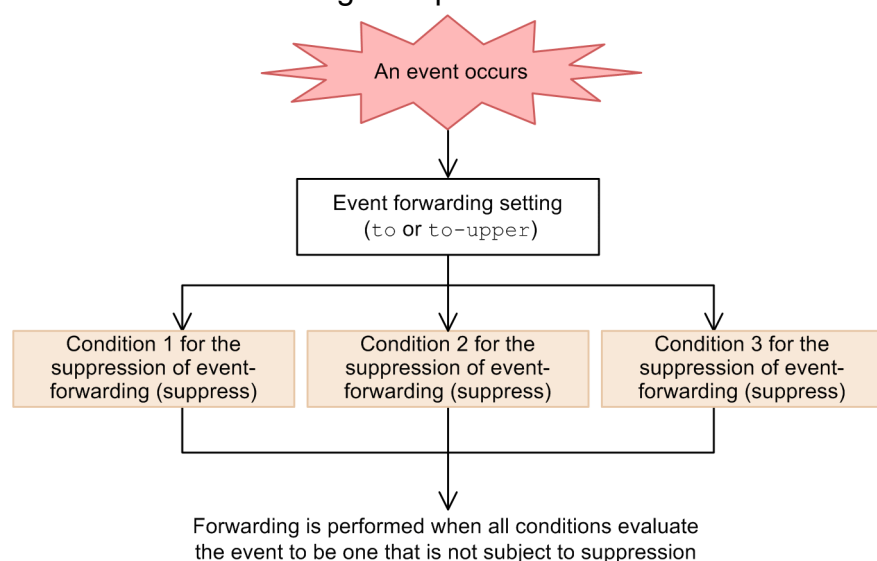 An event occurs
Event forwarding setting
(to or to-upper)
Condition 1 for the
suppression of event-
forwarding (suppress)
Condition 2 for the
suppression of event-
forwarding (suppress)
Condition 3 for the
suppression of event-
forwarding (suppress)
Forwarding is performed when all conditions evaluate
the event to be one that is not subject to suppression